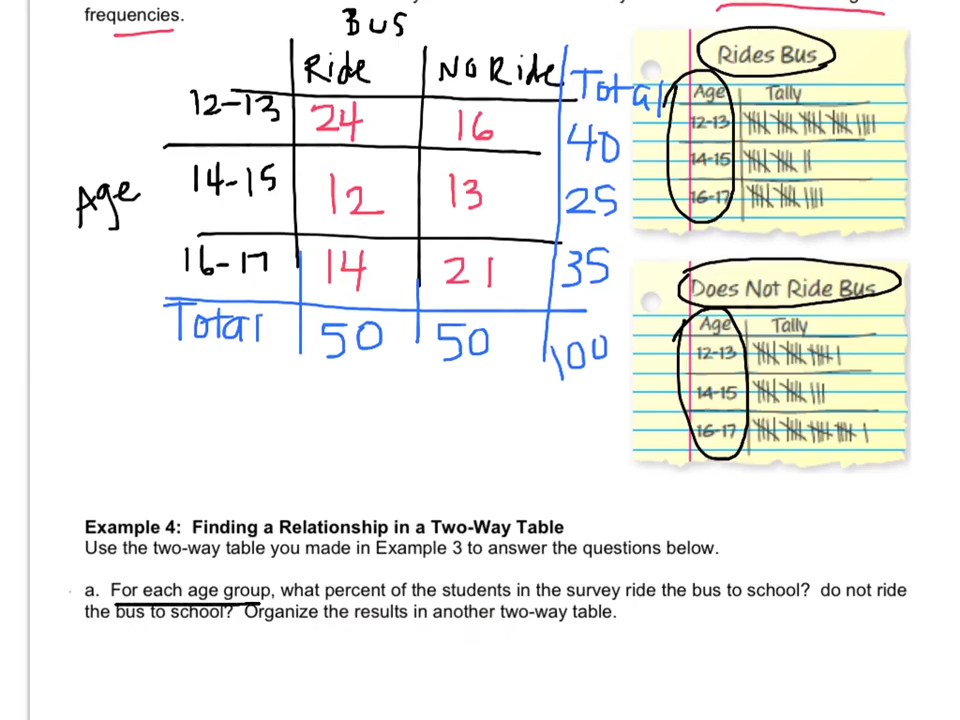 frequencies.
Bus
Ride No Ride Total
12-13 24 16 40
Age 14-15 12 13 25
16-17 14 21 35
Total 50 50 100
Rides Bus
Age Tally
12-13
14-15
16-17
Does Not Ride Bus
Age Tally
12-13
14-15
16-17
Example 4: Finding a Relationship in a Two-Way Table
Use the two-way table you made in Example 3 to answer the questions below.
a. For each age group, what percent of the students in the survey ride the bus to school? do not ride
the bus to school? Organize the results in another two-way table.